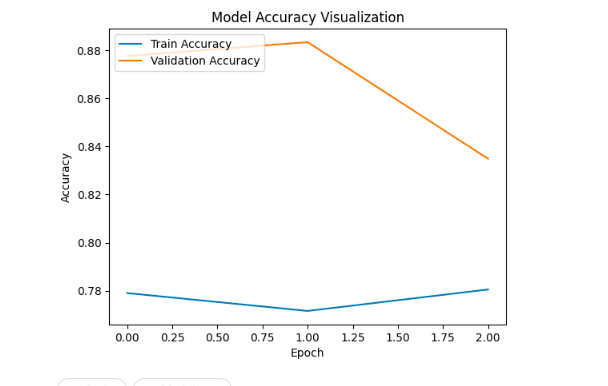 Model Accuracy Visualization
Train Accuracy
Validation Accuracy
0.88
0.86
0.84
0.82
0.80
0.78
Accuracy
0.00 0.25 0.50 0.75 1.00 1.25 1.50 1.75 2.00
Epoch